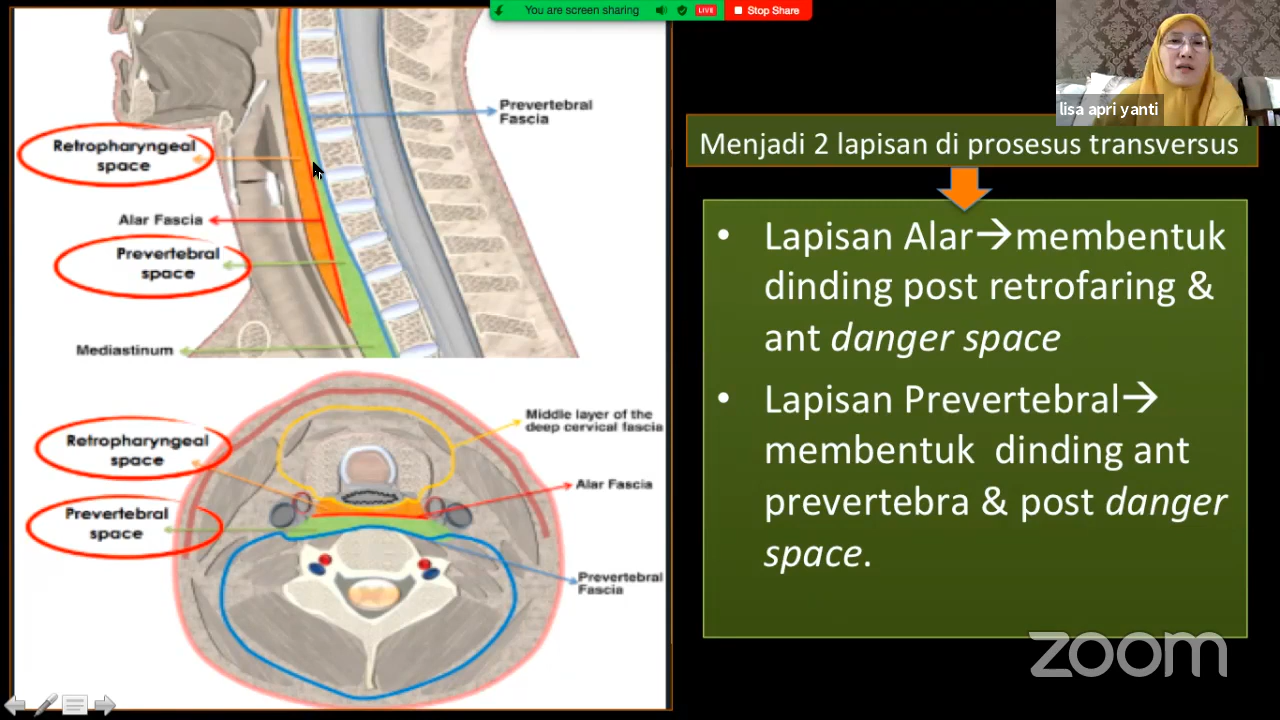 You are screen sharing
LIVE
Stop Share
lisa apri yanti
Prevertebral
Fascia
Retropharyngeal
space
Alar Fascia
Prevertebral
space
Mediastinum
Retropharyngeal
space
Prevertebral
space
Middle layer of the
deep cervical fascia
Alar Fascia
Prevertebral
Fascia
Menjadi 2 lapisan di prosesus transversus
• Lapisan Alar→membentuk
dinding post retrofaring &
ant danger space
• Lapisan Prevertebral→
membentuk dinding ant
prevertebra & post danger
space.
zoom